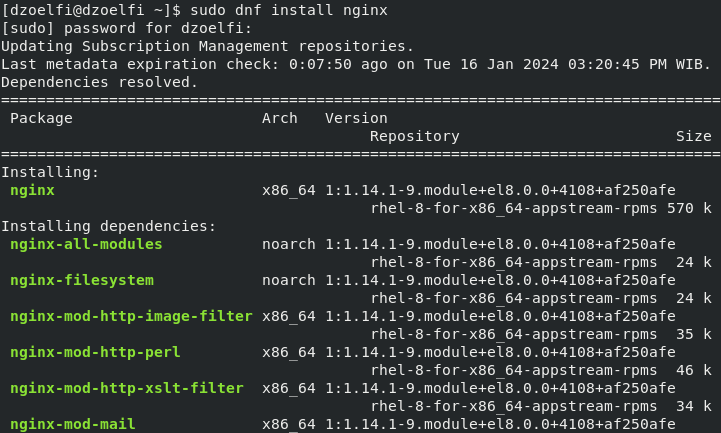 [dzoelfi@dzoelfi ~]$ sudo dnf install nginx
[sudo] password for dzoelfi:
Updating Subscription Management repositories.
Last metadata expiration check: 0:07:50 ago on Tue 16 Jan 2024 03:20:45 PM WIB.
Dependencies resolved.
================================================================================
 Package                     Arch   Version
                                         Repository                        Size
================================================================================
Installing:
 nginx                       x86_64 1:1.14.1-9.module+el8.0.0+4108+af250afe
                                         rhel-8-for-x86_64-appstream-rpms 570 k
Installing dependencies:
 nginx-all-modules           noarch 1:1.14.1-9.module+el8.0.0+4108+af250afe
                                         rhel-8-for-x86_64-appstream-rpms  24 k
 nginx-filesystem            noarch 1:1.14.1-9.module+el8.0.0+4108+af250afe
                                         rhel-8-for-x86_64-appstream-rpms  24 k
 nginx-mod-http-image-filter x86_64 1:1.14.1-9.module+el8.0.0+4108+af250afe
                                         rhel-8-for-x86_64-appstream-rpms  35 k
 nginx-mod-http-perl         x86_64 1:1.14.1-9.module+el8.0.0+4108+af250afe
                                         rhel-8-for-x86_64-appstream-rpms  46 k
 nginx-mod-http-xslt-filter  x86_64 1:1.14.1-9.module+el8.0.0+4108+af250afe
                                         rhel-8-for-x86_64-appstream-rpms  34 k
 nginx-mod-mail              x86_64 1:1.14.1-9.module+el8.0.0+4108+af250afe